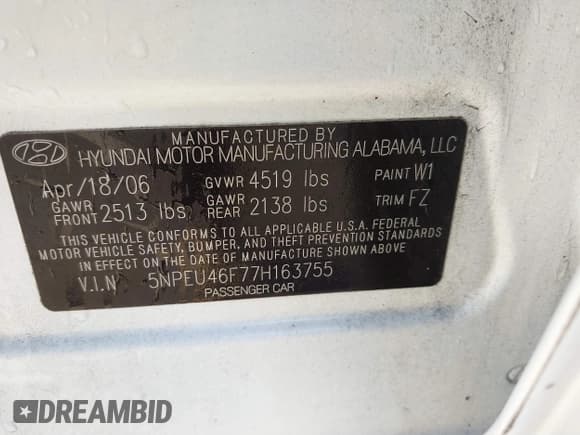 MANUFACTURED BY
HYUNDAI MOTOR MANUFACTURING ALABAMA, LLC
Apr/18/06 GVWR 4519 lbs PAINT W1
GAWR FRONT 2513 lbs GAWR REAR 2138 lbs TRIM FZ
THIS VEHICLE CONFORMS TO ALL APPLICABLE U.S.A. FEDERAL
MOTOR VEHICLE SAFETY, BUMPER, AND THEFT PREVENTION STANDARDS
IN EFFECT ON THE DATE OF MANUFACTURE SHOWN ABOVE.
V.I.N 5NPEU46F77H163755
PASSENGER CAR
DREAMBID